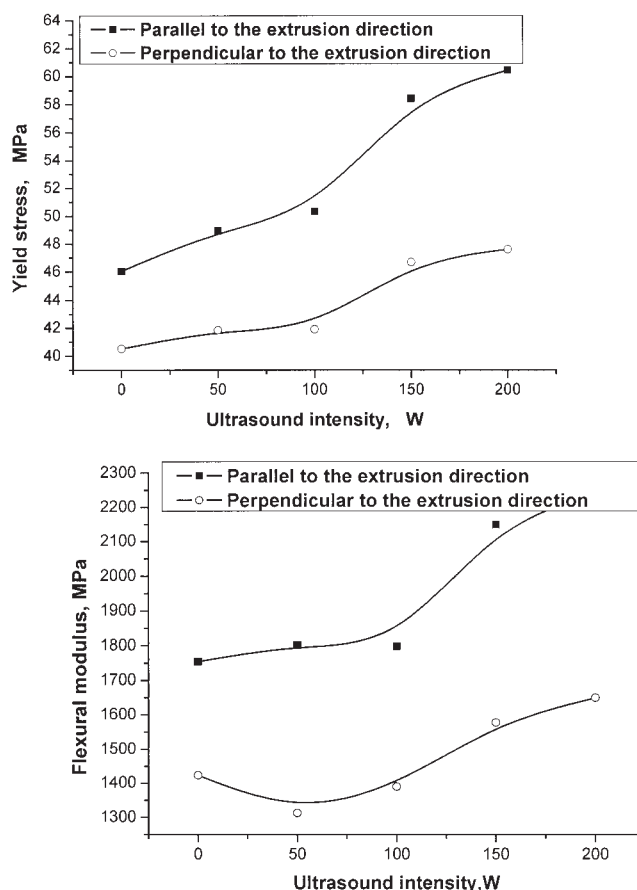 64
62
60
58
56
54
52
50
48
46
44
42
40
Yield stress, MPa
Parallel to the extrusion direction
Perpendicular to the extrusion direction
0 50 100 150 200
Ultrasound intensity, W
2300
2200
2100
2000
1900
1800
1700
1600
1500
1400
1300
Flexural modulus, MPa
Parallel to the extrusion direction
Perpendicular to the extrusion direction
0 50 100 150 200
Ultrasound intensity,W